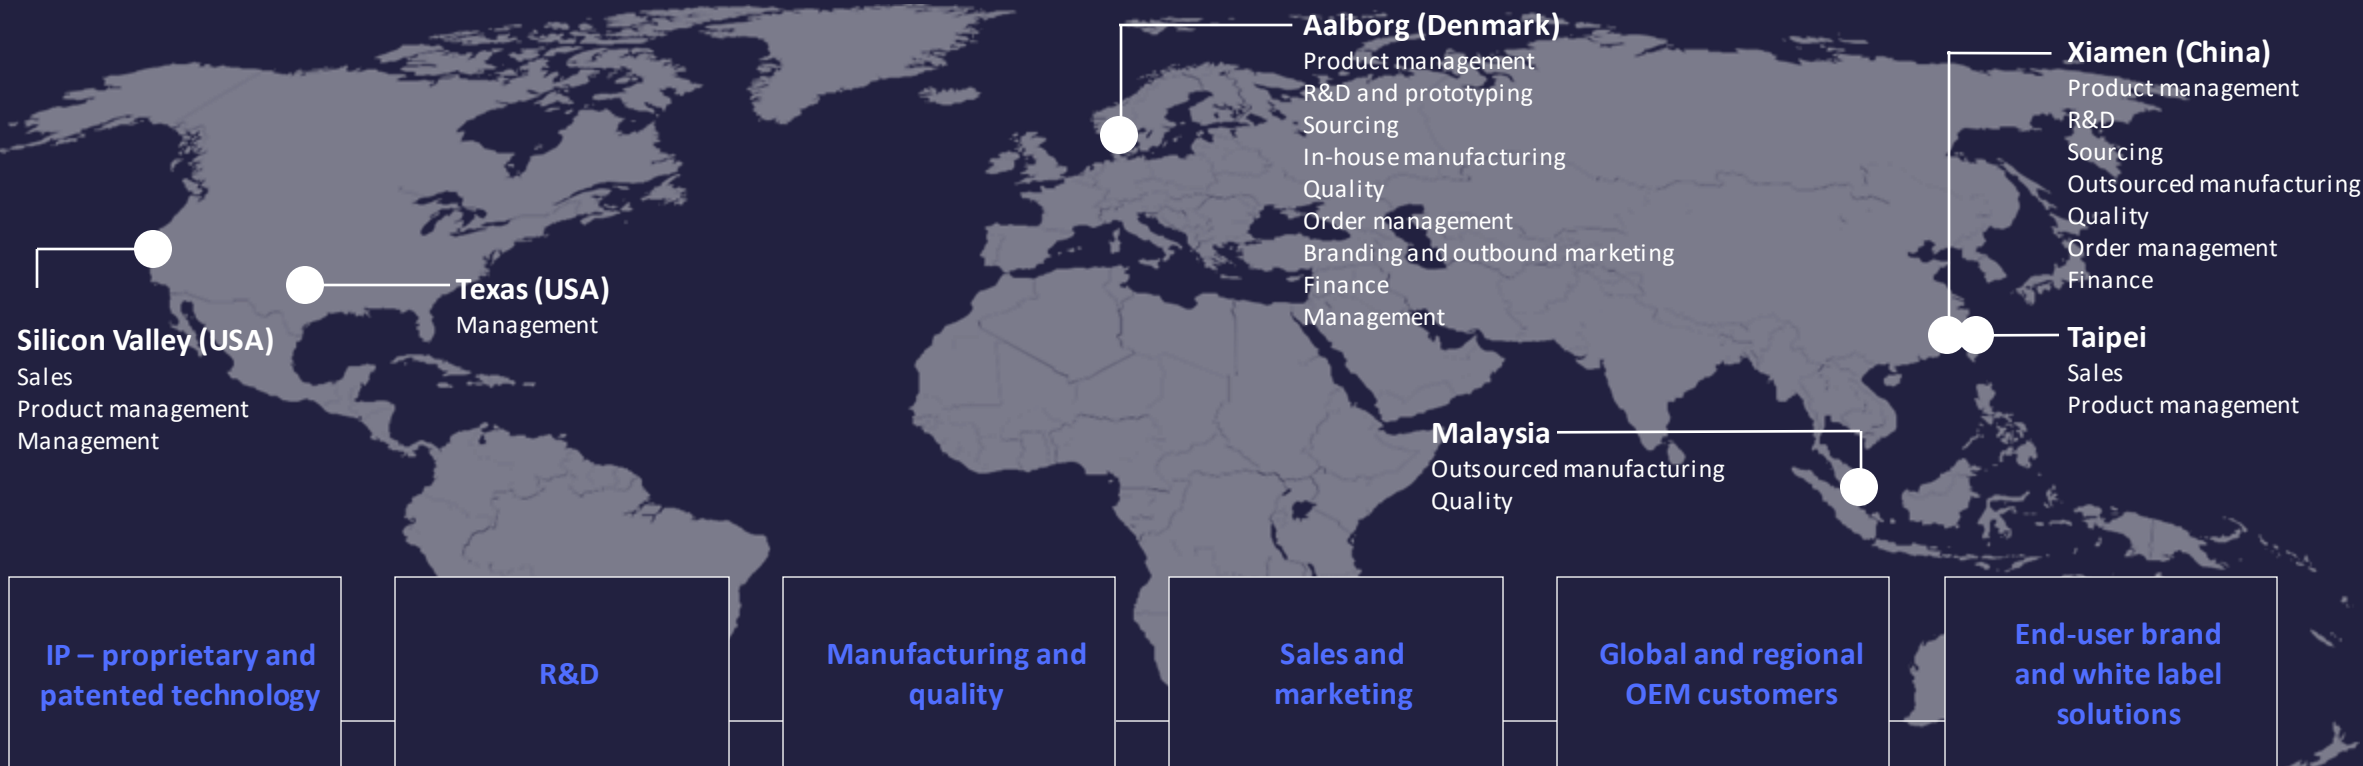 Aalborg (Denmark)
Product management
R&D and prototyping
Sourcing
In-house manufacturing
Quality
Order management
Branding and outbound marketing
Finance
Management
Xiamen (China)
Product management
R&D
Sourcing
Outsourced manufacturing
Quality
Order management
Finance
Texas (USA)
Management
Silicon Valley (USA)
Sales
Product management
Management
Taipei
Sales
Product management
Malaysia
Outsourced manufacturing
Quality
IP – proprietary and
patented technology
R&D
Manufacturing and
quality
Sales and
marketing
Global and regional
OEM customers
End-user brand
and white label
solutions